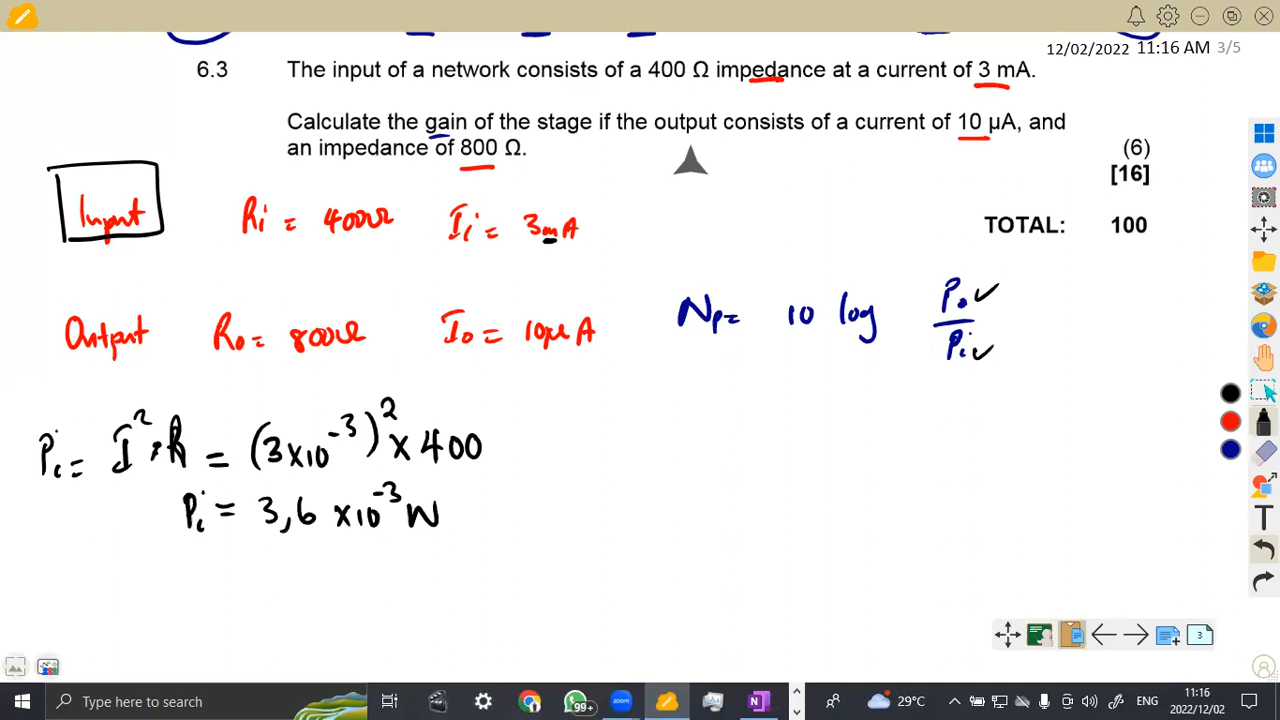 12/02/2022 11:16 AM 3/5
6.3 The input of a network consists of a 400 Ω impedance at a current of 3 mA.
Calculate the gain of the stage if the output consists of a current of 10 µA, and
an impedance of 800 Ω.
(6)
[16]
TOTAL: 100
Input Ri = 400Ω Ii = 3mA
Output Ro = 800Ω Io = 10µA
Np = 10 log Po/Pi
Pi = I² × R = (3×10⁻³)² × 400
Pi = 3,6 ×10⁻³ W
T
3
Type here to search
99+
zoom
N
29°C
ENG
11:16
2022/12/02